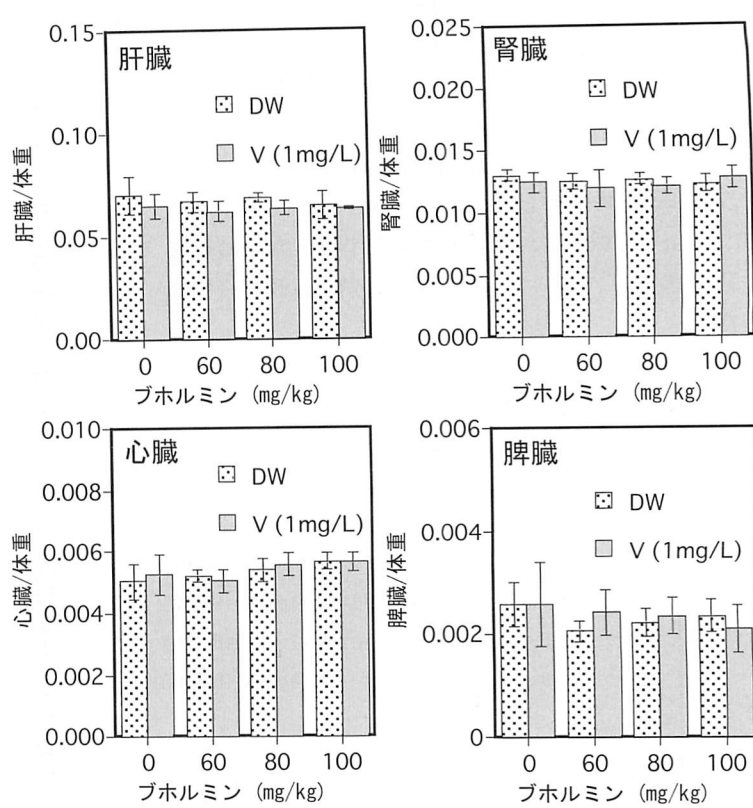 肝臓
DW
V (1mg/L)
肝臓/体重
0.15
0.10
0.05
0.00
0 60 80 100
ブホルミン (mg/kg)
腎臓
DW
V (1mg/L)
腎臓/体重
0.025
0.020
0.015
0.010
0.005
0.000
0 60 80 100
ブホルミン (mg/kg)
心臓
DW
V (1mg/L)
心臓/体重
0.010
0.008
0.006
0.004
0.002
0.000
0 60 80 100
ブホルミン (mg/kg)
脾臓
DW
V (1mg/L)
脾臓/体重
0.006
0.004
0.002
0
0 60 80 100
ブホルミン (mg/kg)